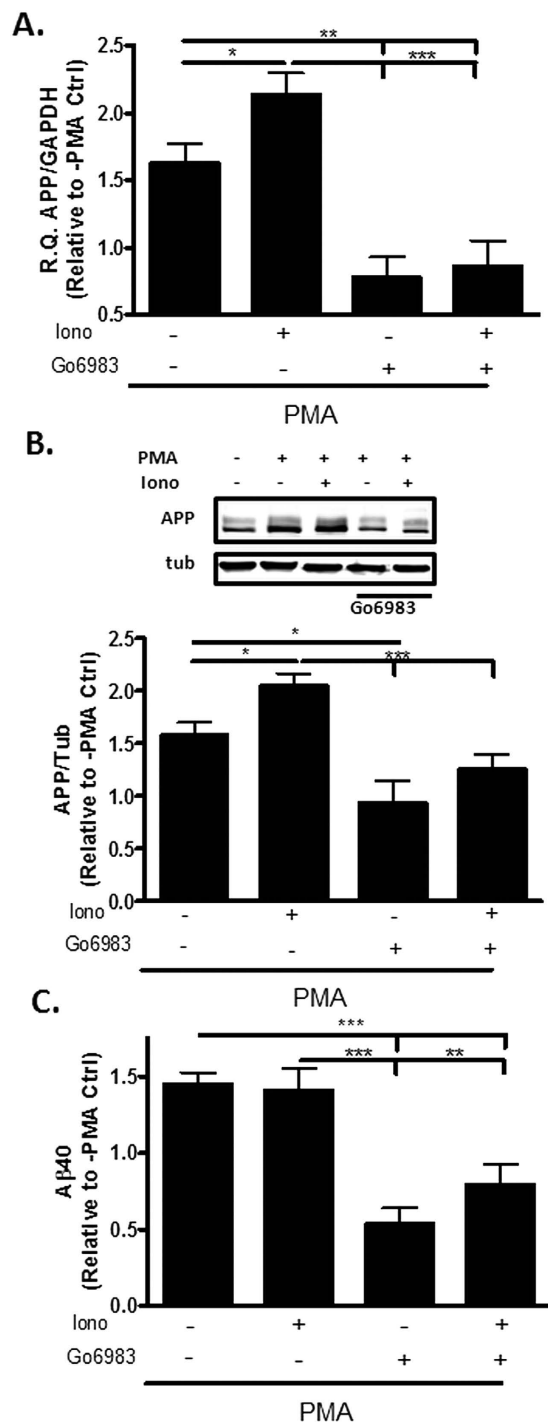 A.
R.Q. APP/GAPDH
(Relative to -PMA Ctrl)
2.5
2.0
1.5
1.0
0.5
* ** ***
Iono - + - +
Go6983 - - + +
PMA
B.
PMA - + + + +
Iono - - + - +
APP
tub
Go6983
APP/Tub
(Relative to -PMA Ctrl)
2.5
2.0
1.5
1.0
0.5
0.0
* * ***
Iono - + - +
Go6983 - - + +
PMA
C.
Aβ40
(Relative to -PMA Ctrl)
1.5
1.0
0.5
0.0
***
*** **
Iono - + - +
Go6983 - - + +
PMA